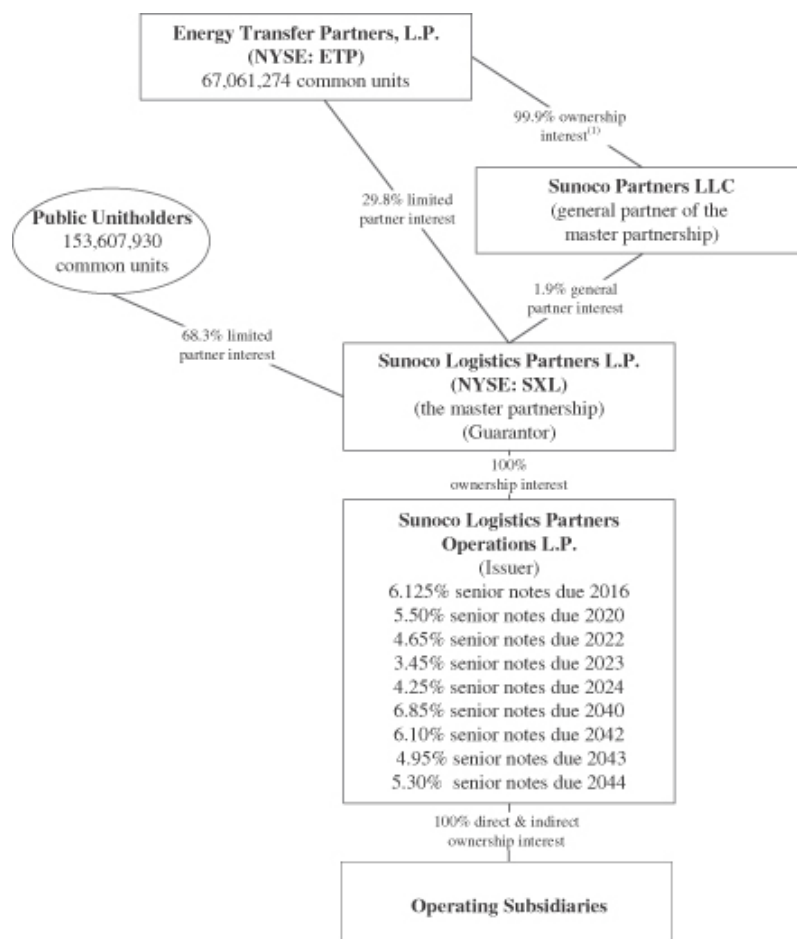 Energy Transfer Partners, L.P.
(NYSE: ETP)
67,061,274 common units
99.9% ownership
interest(1)
Sunoco Partners LLC
(general partner of the
master partnership)
29.8% limited
partner interest
Public Unitholders
153,607,930
common units
1.9% general
partner interest
68.3% limited
partner interest
Sunoco Logistics Partners L.P.
(NYSE: SXL)
(the master partnership)
(Guarantor)
100%
ownership interest
Sunoco Logistics Partners
Operations L.P.
(Issuer)
6.125% senior notes due 2016
5.50% senior notes due 2020
4.65% senior notes due 2022
3.45% senior notes due 2023
4.25% senior notes due 2024
6.85% senior notes due 2040
6.10% senior notes due 2042
4.95% senior notes due 2043
5.30% senior notes due 2044
100% direct & indirect
ownership interest
Operating Subsidiaries